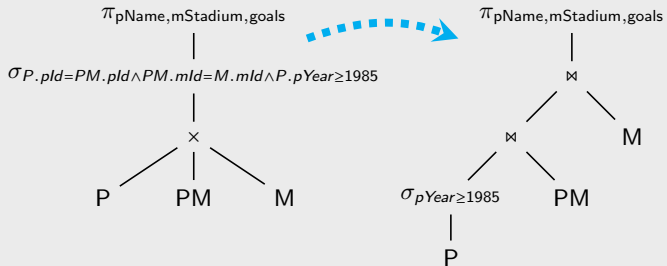 πpName,mStadium,goals πpName,mStadium,goals
σP.pId=PM.pId∧PM.mId=M.mId∧P.pYear≥1985 ⋈
× ⋈ M
P PM M σpYear≥1985 PM
P